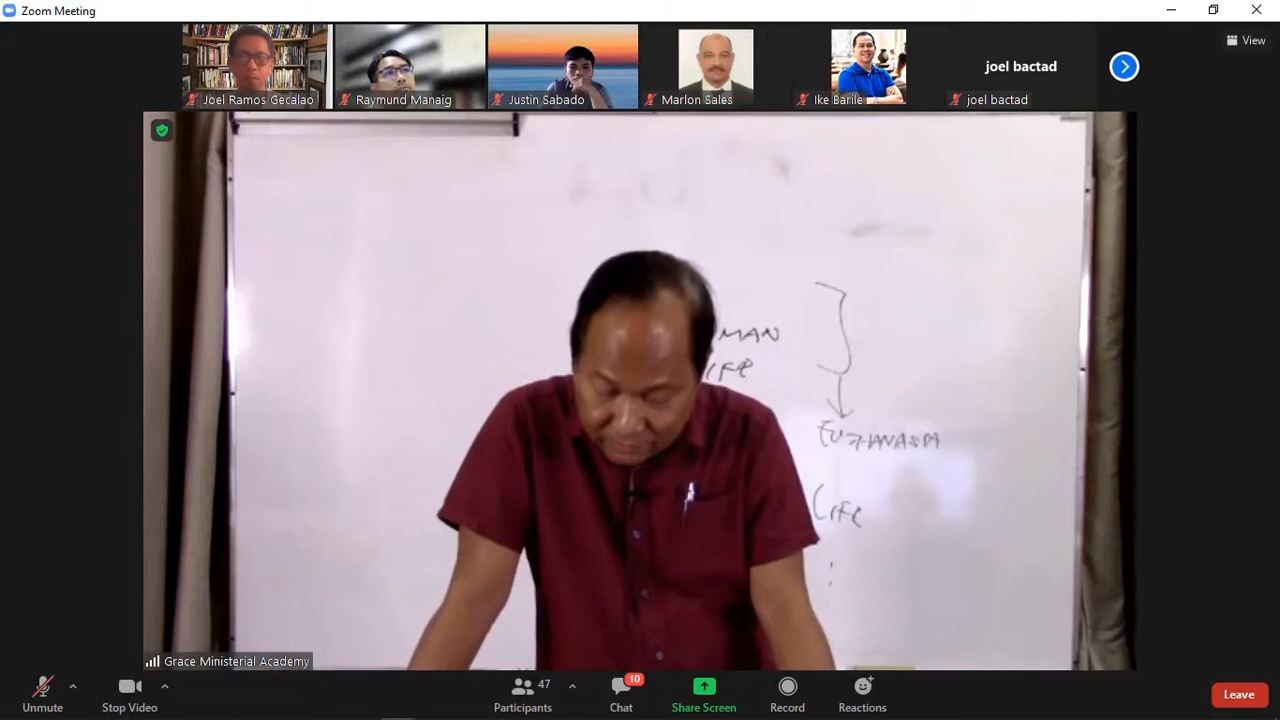 Zoom Meeting
View
joel bactad
Joel Ramos Gecalao
Raymund Manaig
Justin Sabado
Marlon Sales
Ike Barile
joel bactad
MAN
IFE
LIFE
Grace Ministerial Academy
Unmute
Stop Video
47
Participants
10
Chat
Share Screen
Record
Reactions
Leave